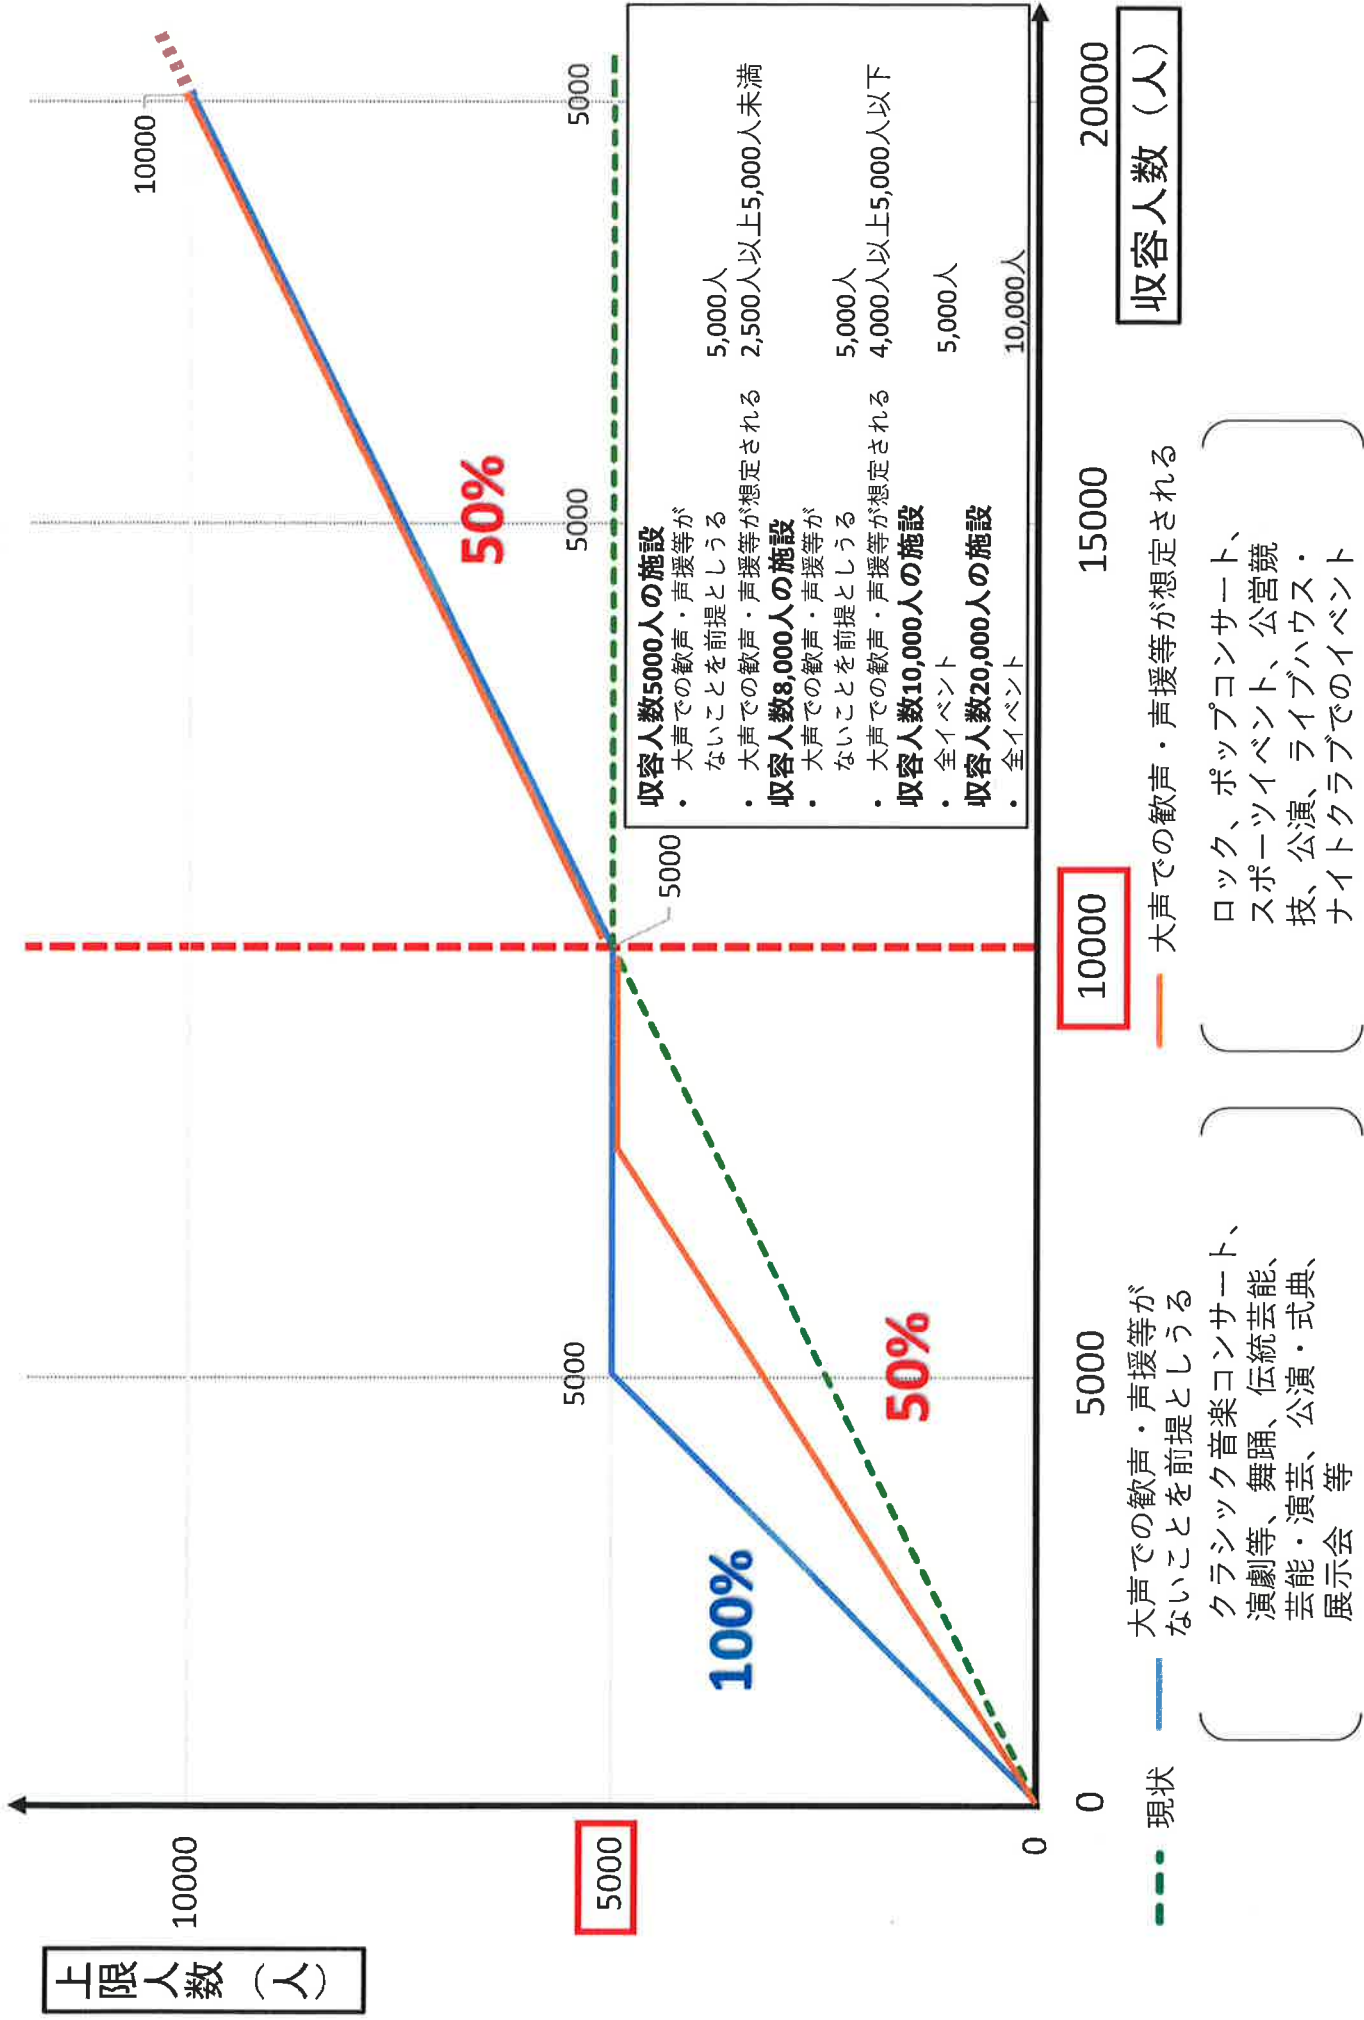 上限人数（人）
10000
5000
0
10000
5000
5000
5000
5000
100%
50%
50%
収容人数5000人の施設
・ 大声での歓声・声援等が
ないことを前提としうる 5,000人
・ 大声での歓声・声援等が想定される 2,500人以上5,000人未満
収容人数8,000人の施設
・ 大声での歓声・声援等が
ないことを前提としうる 5,000人
・ 大声での歓声・声援等が想定される 4,000人以上5,000人以下
収容人数10,000人の施設
・ 全イベント 5,000人
収容人数20,000人の施設
・ 全イベント 10,000人
0
5000
10000
15000
20000
収容人数（人）
現状
大声での歓声・声援等が
ないことを前提としうる
クラシック音楽コンサート、
演劇等、舞踊、伝統芸能、
芸能・演芸、公演・式典、
展示会　等
大声での歓声・声援等が想定される
ロック、ポップコンサート、
スポーツイベント、公営競
技、公演、ライブハウス・
ナイトクラブでのイベント